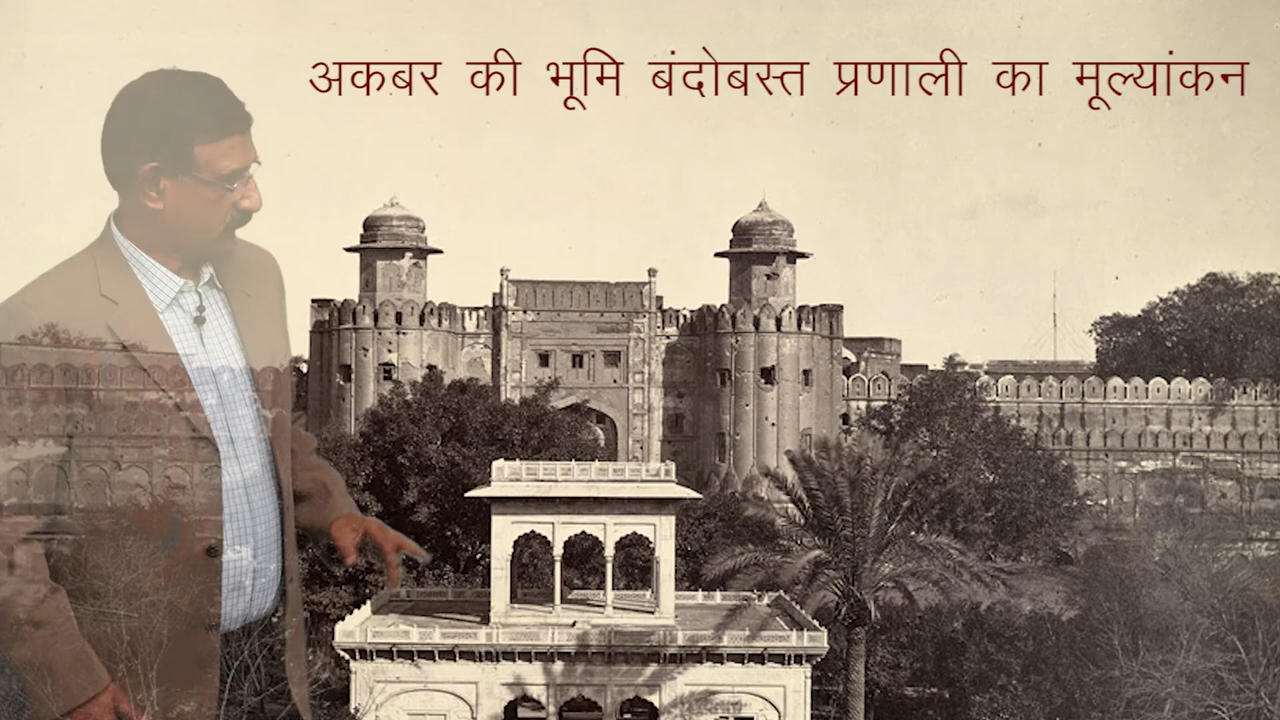 अकबर की भूमि बंदोबस्त प्रणाली का मूल्यांकन